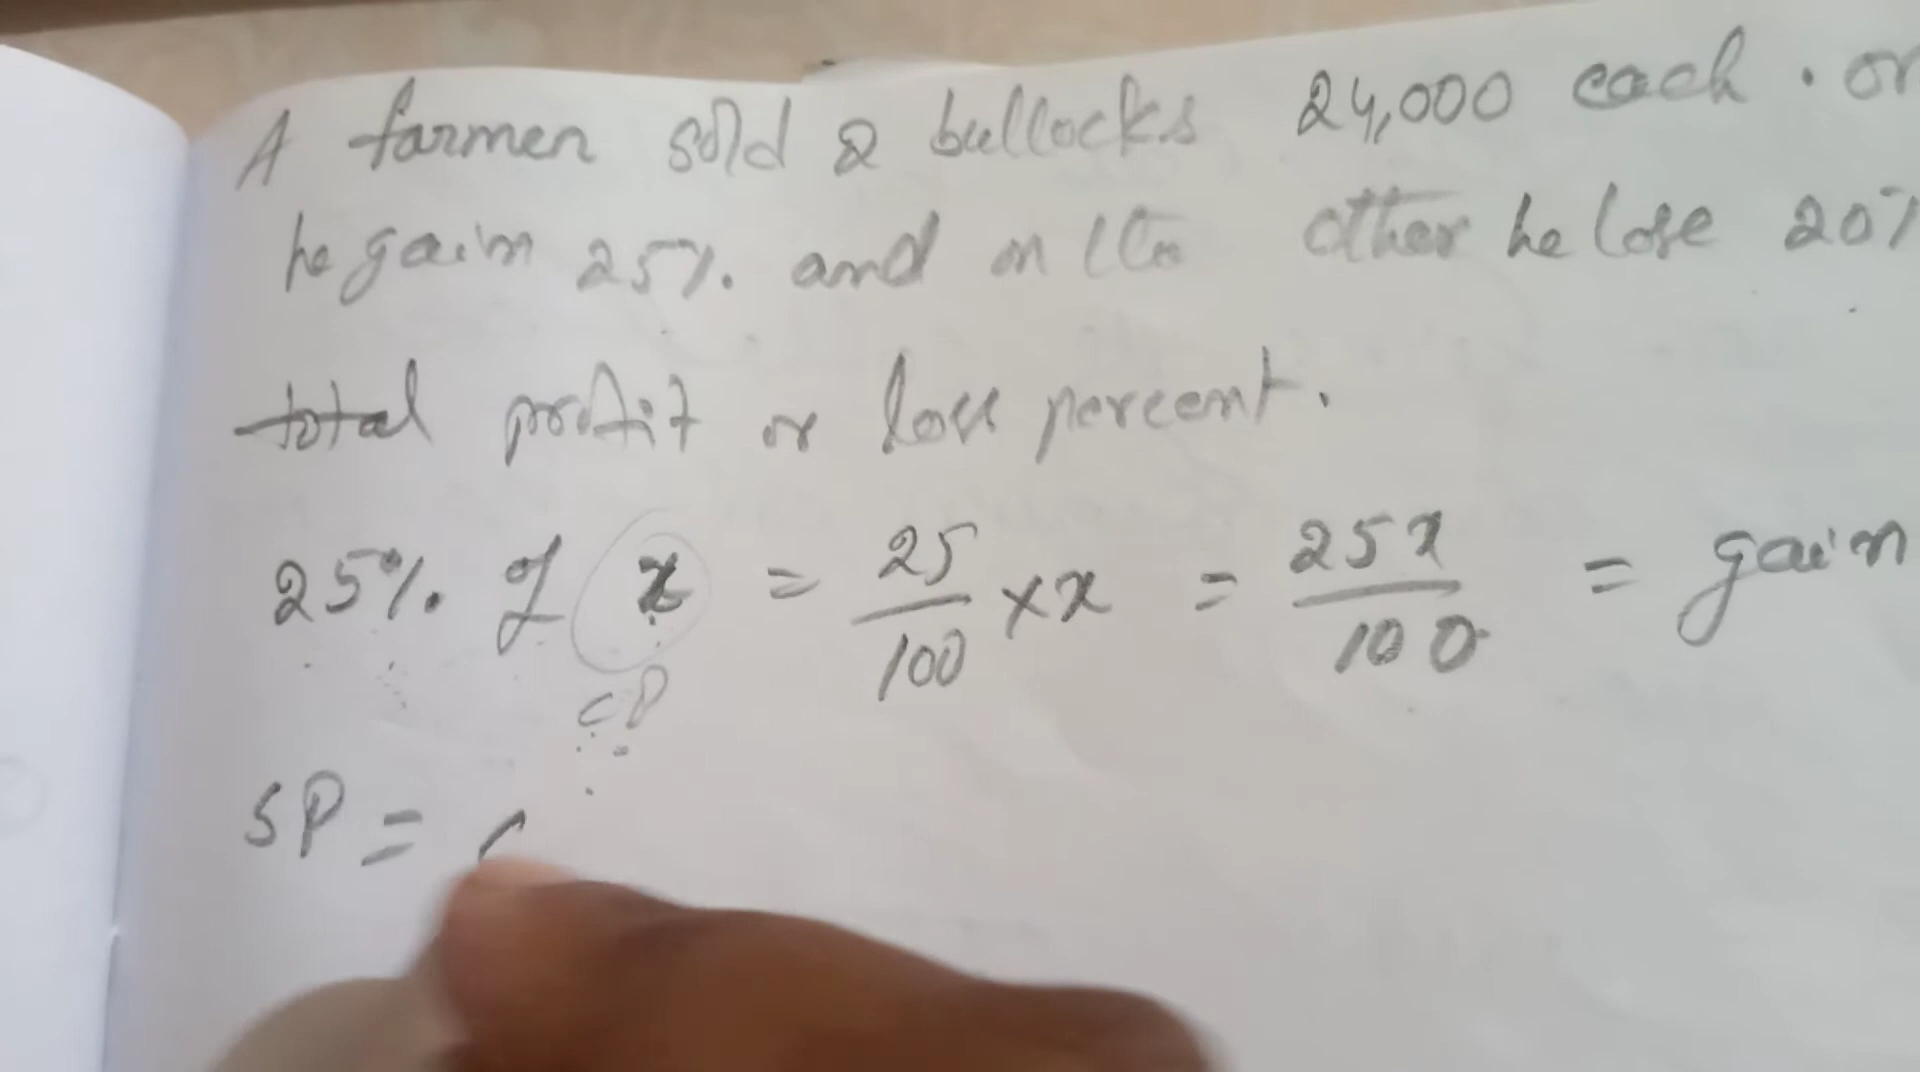 A farmer sold 2 bullocks 24,000 each . on
he gain 25%. and on the other he lose 20%
total profit or loss percent.
25%. of x = 25/100 × x = 25x/100 = gain
CP
SP =